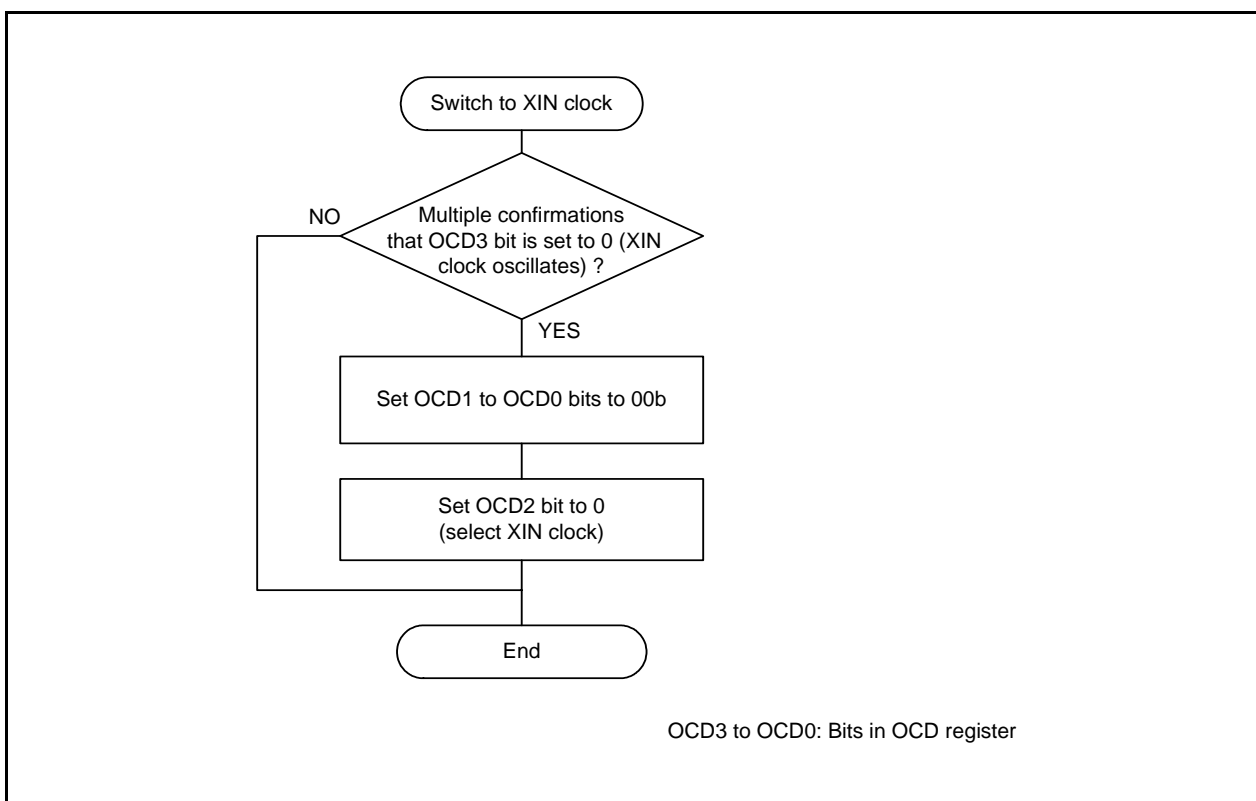 Switch to XIN clock
NO
Multiple confirmations
that OCD3 bit is set to 0 (XIN
clock oscillates) ?
YES
Set OCD1 to OCD0 bits to 00b
Set OCD2 bit to 0
(select XIN clock)
End
OCD3 to OCD0: Bits in OCD register